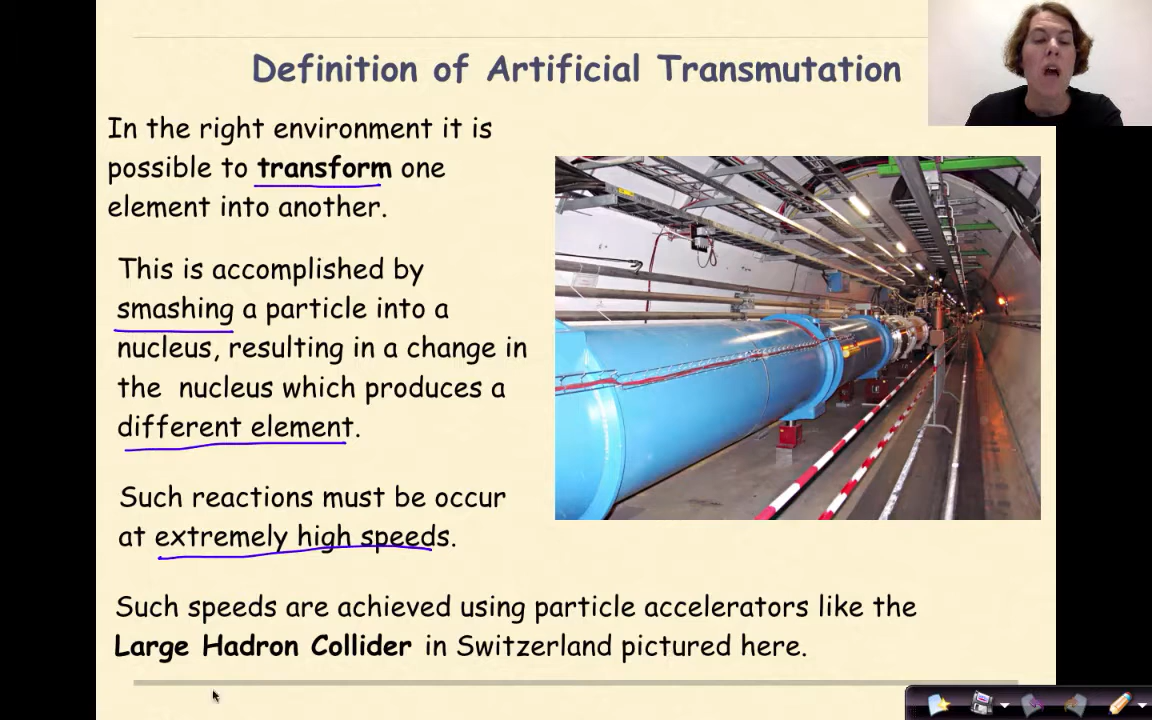 Definition of Artificial Transmutation
In the right environment it is
possible to transform one
element into another.
This is accomplished by
smashing a particle into a
nucleus, resulting in a change in
the nucleus which produces a
different element.
Such reactions must be occur
at extremely high speeds.
Such speeds are achieved using particle accelerators like the
Large Hadron Collider in Switzerland pictured here.